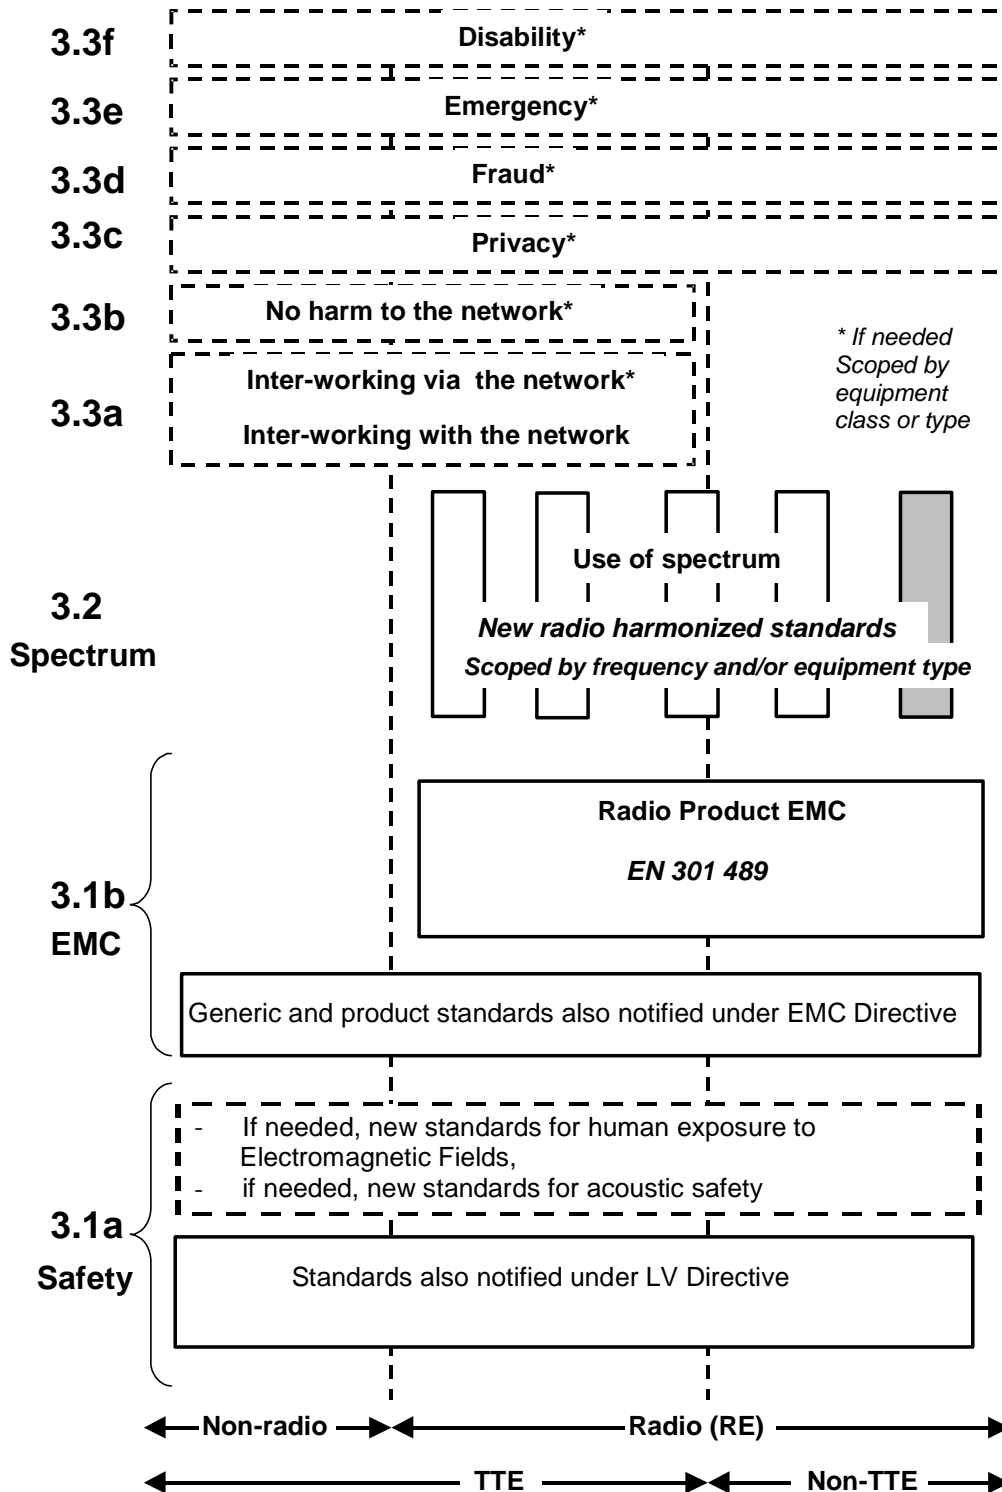 3.3f
Disability*
3.3e
Emergency*
3.3d
Fraud*
3.3c
Privacy*
3.3b
No harm to the network*
* If needed
Scoped by
equipment
class or type
3.3a
Inter-working via the network*
Inter-working with the network
3.2
Spectrum
Use of spectrum
New radio harmonized standards
Scoped by frequency and/or equipment type
3.1b
EMC
Radio Product EMC
EN 301 489
Generic and product standards also notified under EMC Directive
3.1a
Safety
- If needed, new standards for human exposure to
Electromagnetic Fields,
- if needed, new standards for acoustic safety
Standards also notified under LV Directive
Non-radio
Radio (RE)
TTE
Non-TTE